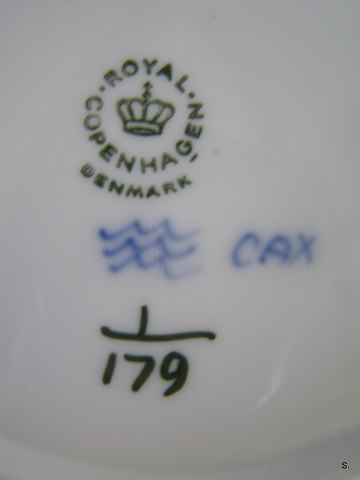 ROYAL COPENHAGEN
DENMARK
CAX
1
179
S.